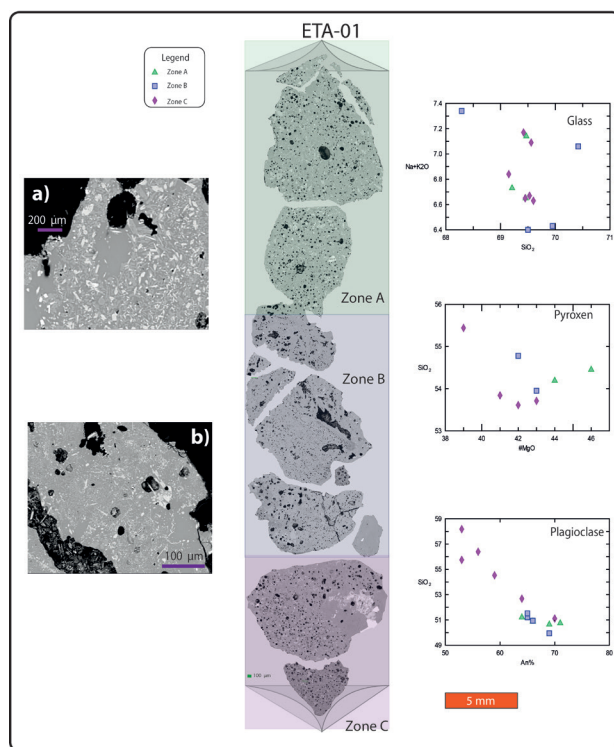 ETA-01
Legend
Zone A
Zone B
Zone C
a)
200 µm
b)
100 µm
Zone A
Zone B
100 µm
Zone C
Glass
Na+K2O
7.4
7.2
7.0
6.8
6.6
6.4
68
69
70
71
SiO2
Pyroxen
SiO2
56
55
54
53
38
40
42
44
46
48
#MgO
Plagioclase
SiO2
59
57
55
53
51
49
50
60
70
80
An%
5 mm